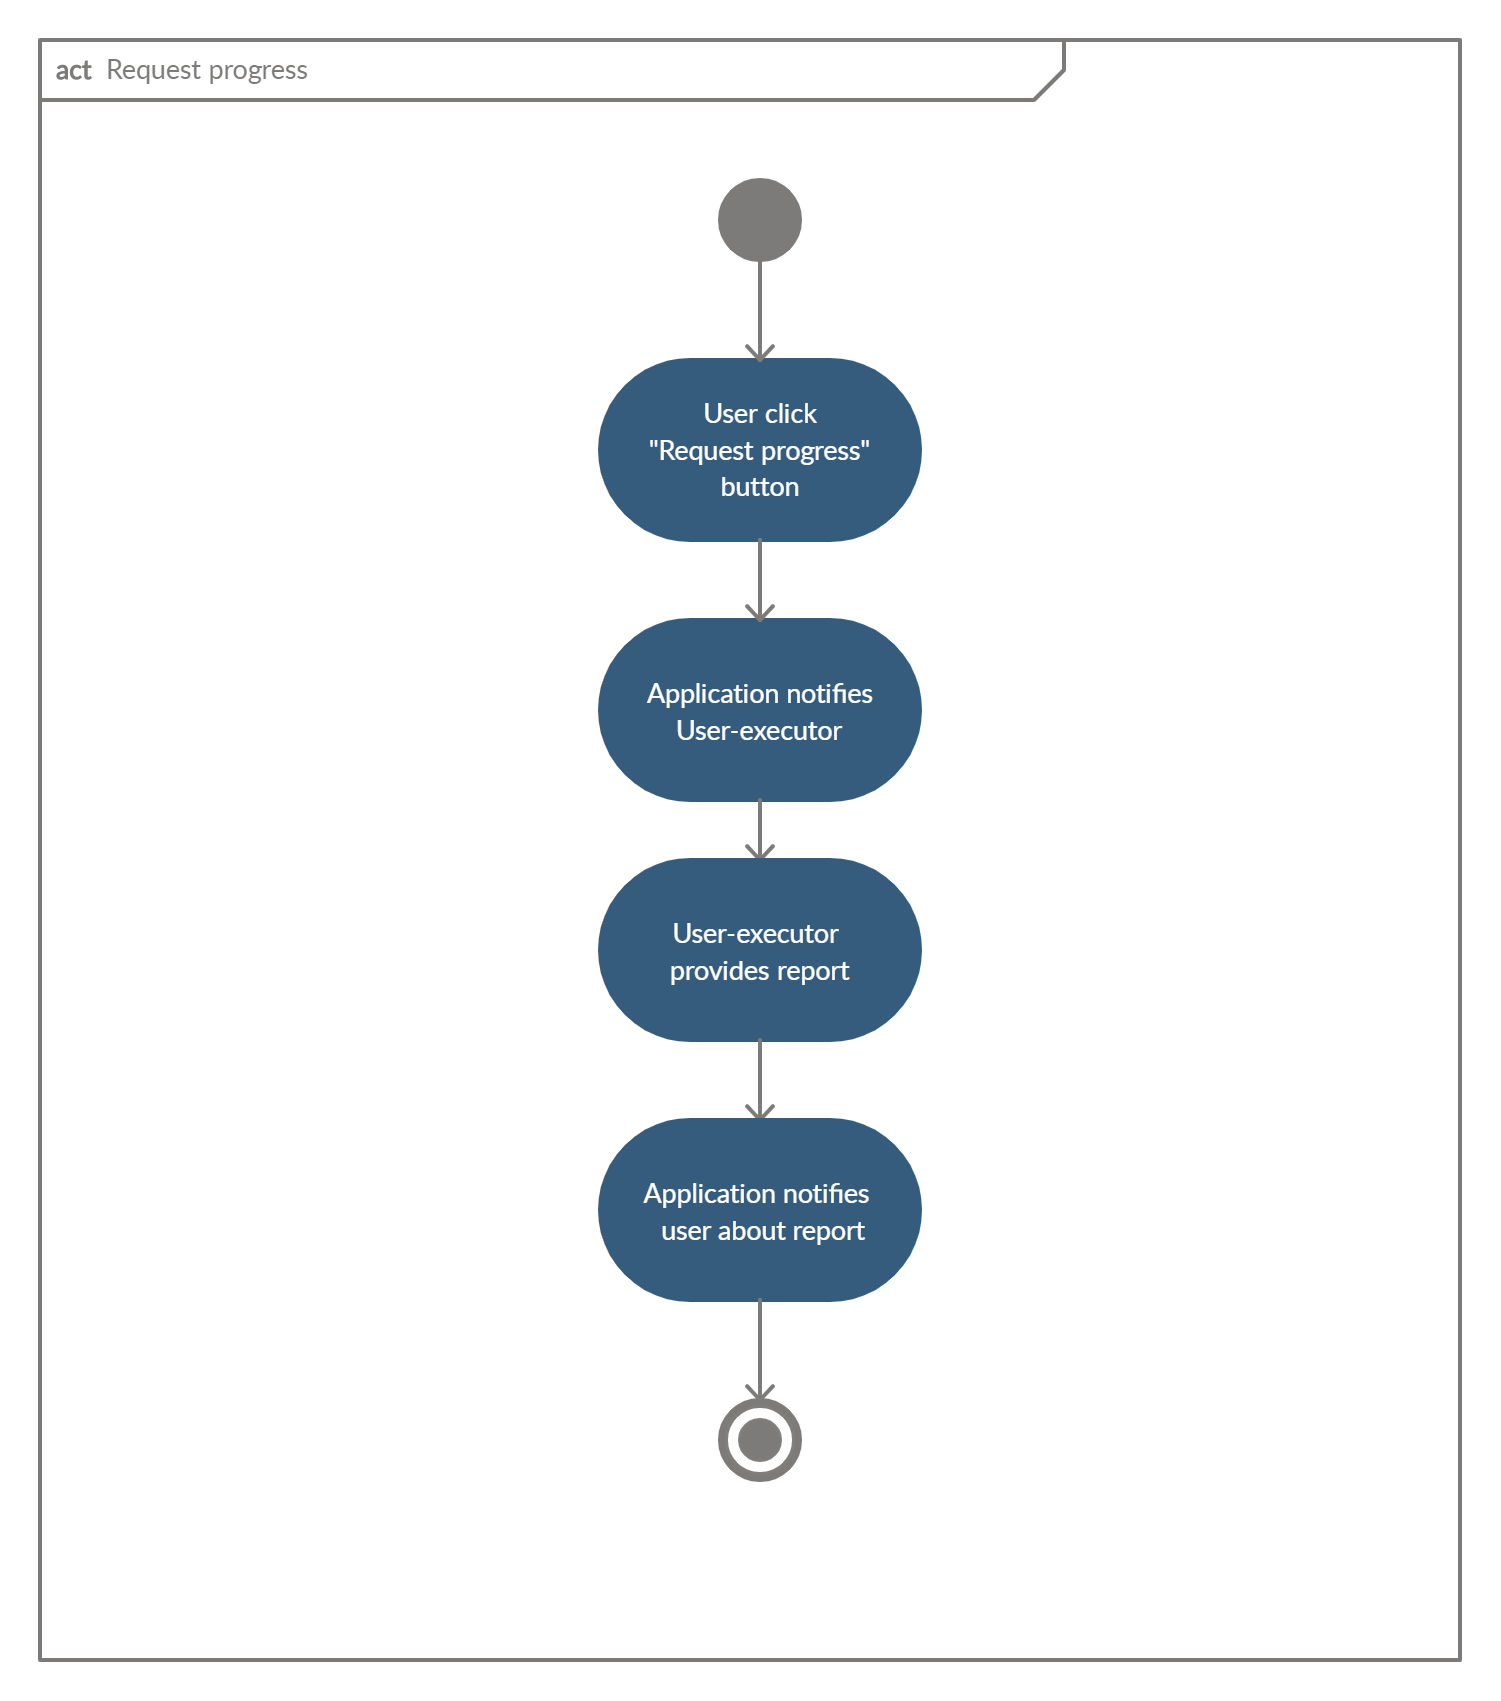 act Request progress
User click
"Request progress"
button
Application notifies
User-executor
User-executor
provides report
Application notifies
user about report